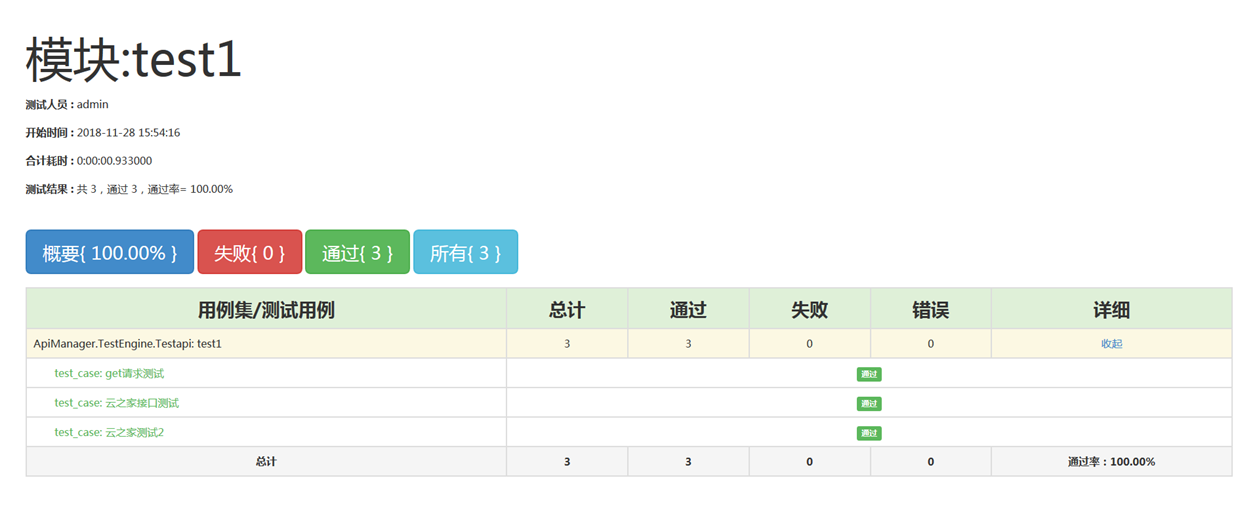 模块:test1
测试人员 : admin
开始时间 : 2018-11-28 15:54:16
合计耗时 : 0:00:00.933000
测试结果 : 共 3，通过 3，通过率= 100.00%
概要{ 100.00% } 失败{ 0 } 通过{ 3 } 所有{ 3 }
用例集/测试用例 总计 通过 失败 错误 详细
ApiManager.TestEngine.Testapi: test1 3 3 0 0 收起
test_case: get请求测试 通过
test_case: 云之家接口测试 通过
test_case: 云之家测试2 通过
总计 3 3 0 0 通过率：100.00%